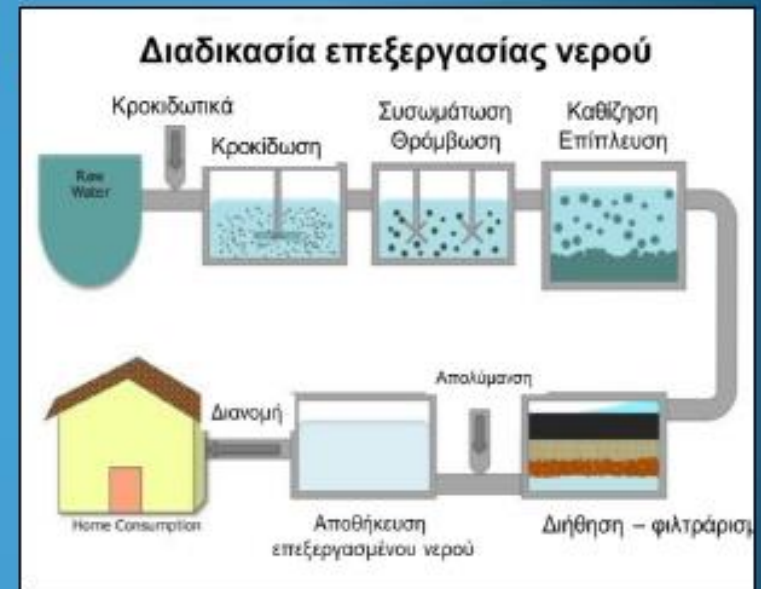 Διαδικασία επεξεργασίας νερού
Κροκιδωτικά
Κροκίδωση
Συσωμάτωση
Θρόμβωση
Καθίζηση
Επίπλευση
Raw
Water
Απολύμανση
Διανομή
Home Consumption
Αποθήκευση
επεξεργασμένου νερού
Διήθηση – φιλτράρισμ